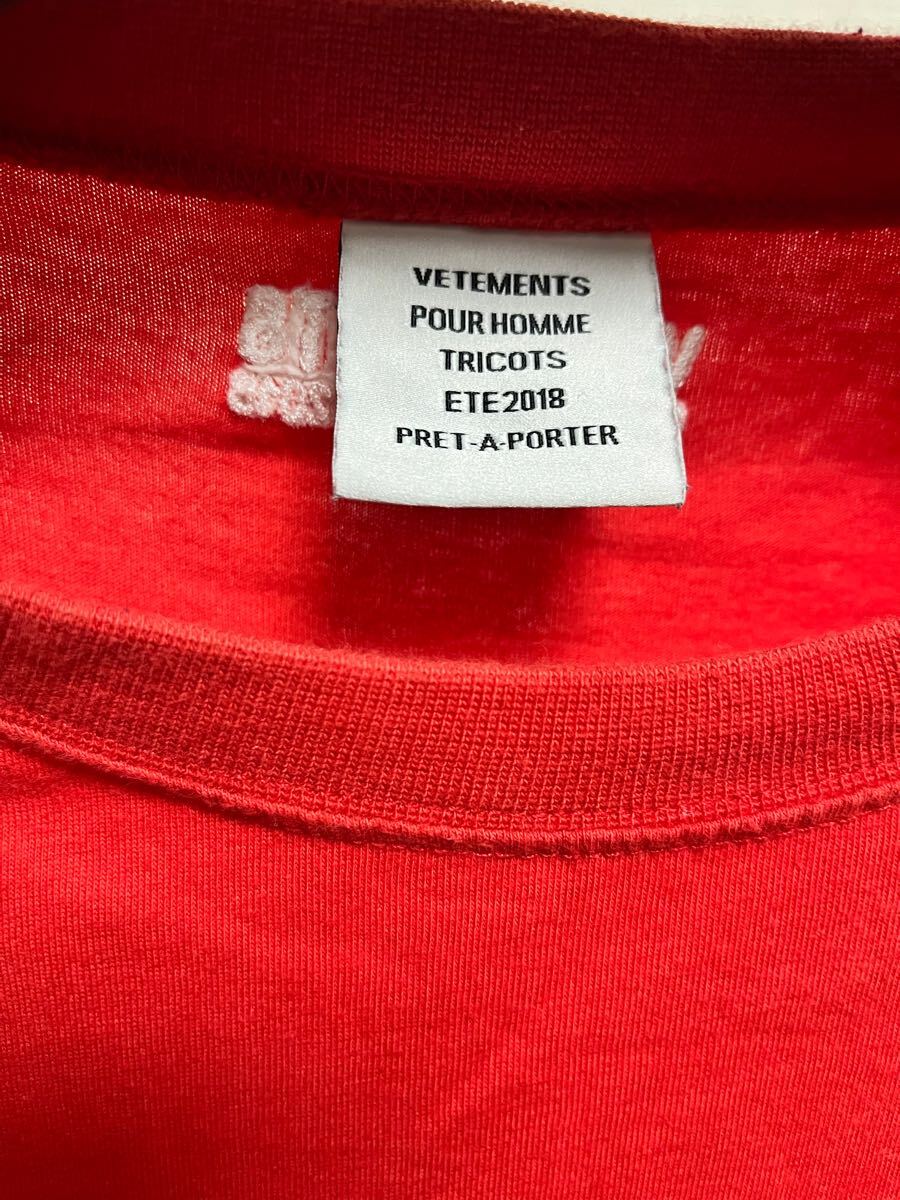 VETEMENTS
POUR HOMME
TRICOTS
ETE2018
PRET-A-PORTER